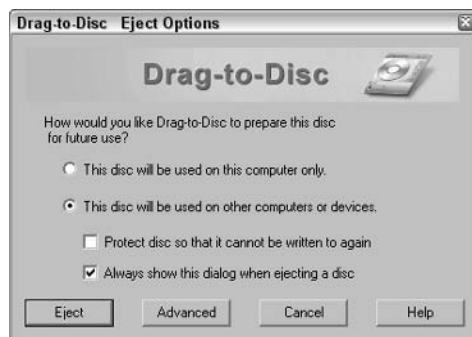 Drag-to-Disc Eject Options
Drag-to-Disc
How would you like Drag-to-Disc to prepare this disc
for future use?
This disc will be used on this computer only.
This disc will be used on other computers or devices.
Protect disc so that it cannot be written to again
Always show this dialog when ejecting a disc
Eject Advanced Cancel Help